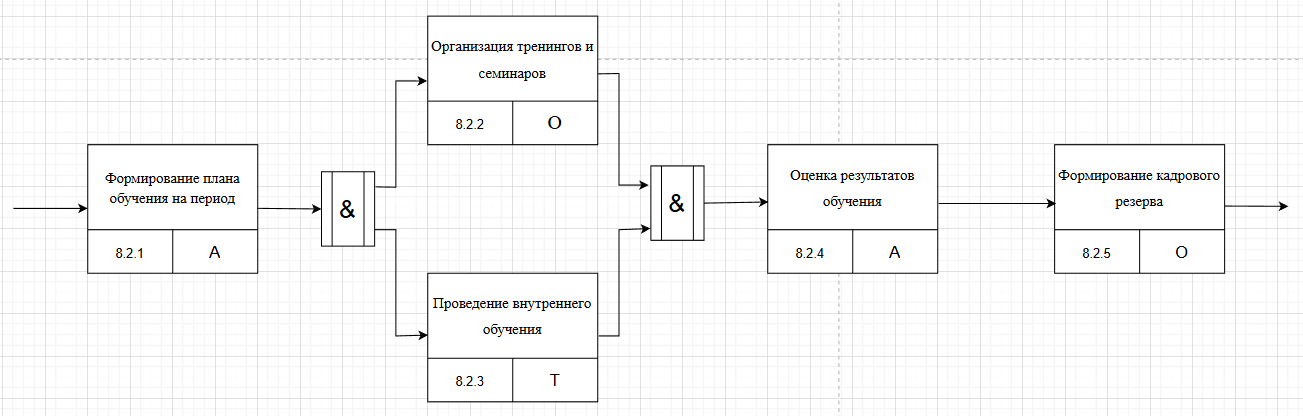 Формирование плана
обучения на период
8.2.1
А
&
Организация тренингов и
семинаров
8.2.2
О
Проведение внутреннего
обучения
8.2.3
Т
&
Оценка результатов
обучения
8.2.4
А
Формирование кадрового
резерва
8.2.5
О